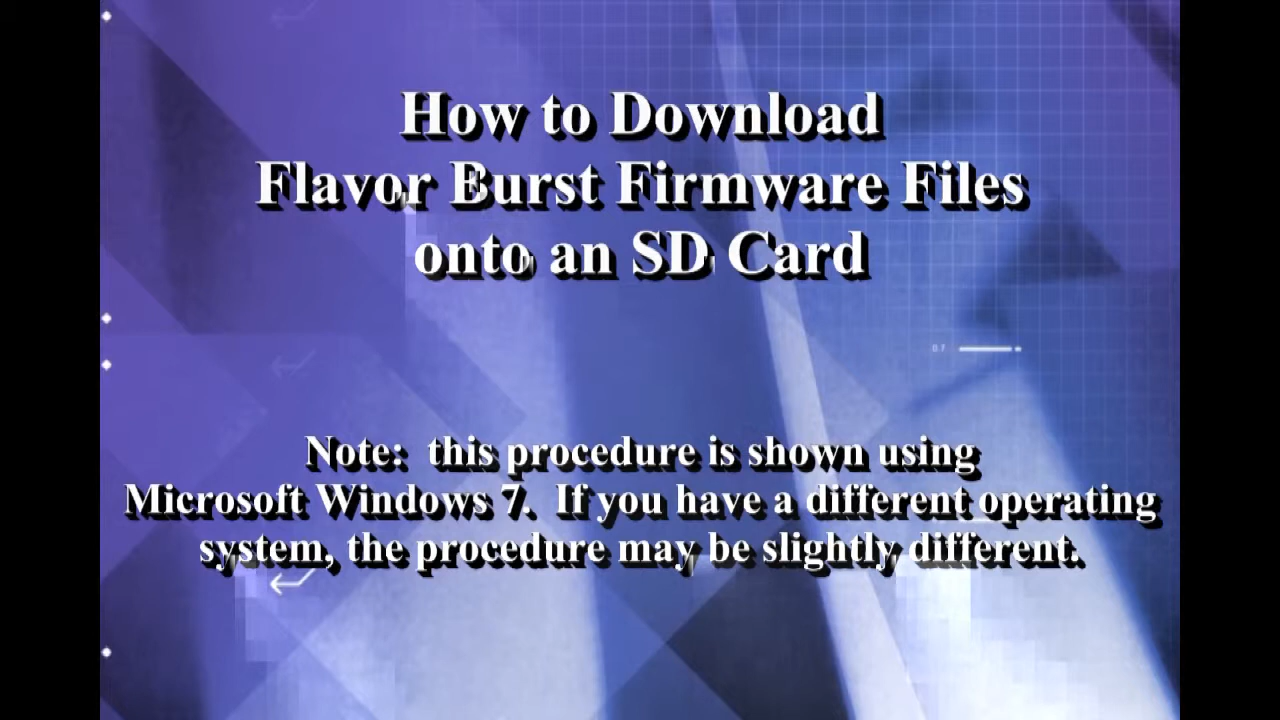 How to Download
Flavor Burst Firmware Files
onto an SD Card
07
Note:  this procedure is shown using
Microsoft Windows 7.  If you have a different operating
system, the procedure may be slightly different.